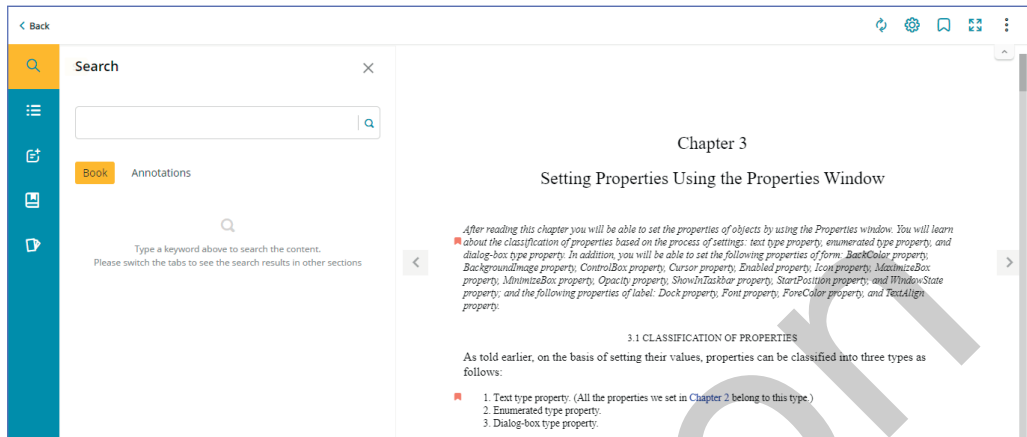 Back
Search
Book Annotations
Type a keyword above to search the content.
Please switch the tabs to see the search results in other sections
Chapter 3
Setting Properties Using the Properties Window
After reading this chapter you will be able to set the properties of objects by using the Properties window. You will learn
about the classification of properties based on the process of settings: text type property, enumerated type property, and
dialog-box type property. In addition, you will be able to set the following properties of form: BackColor property,
BackgroundImage property, ControlBox property, Cursor property, Enabled property, Icon property, MaximizeBox
property, MinimizeBox property, Opacity property, ShowInTaskbar property, StartPosition property, and WindowState
property; and the following properties of label: Dock property, Font property, ForeColor property, and TextAlign
property.
3.1 CLASSIFICATION OF PROPERTIES
As told earlier, on the basis of setting their values, properties can be classified into three types as
follows:
1. Text type property. (All the properties we set in Chapter 2 belong to this type.)
2. Enumerated type property.
3. Dialog-box type property.